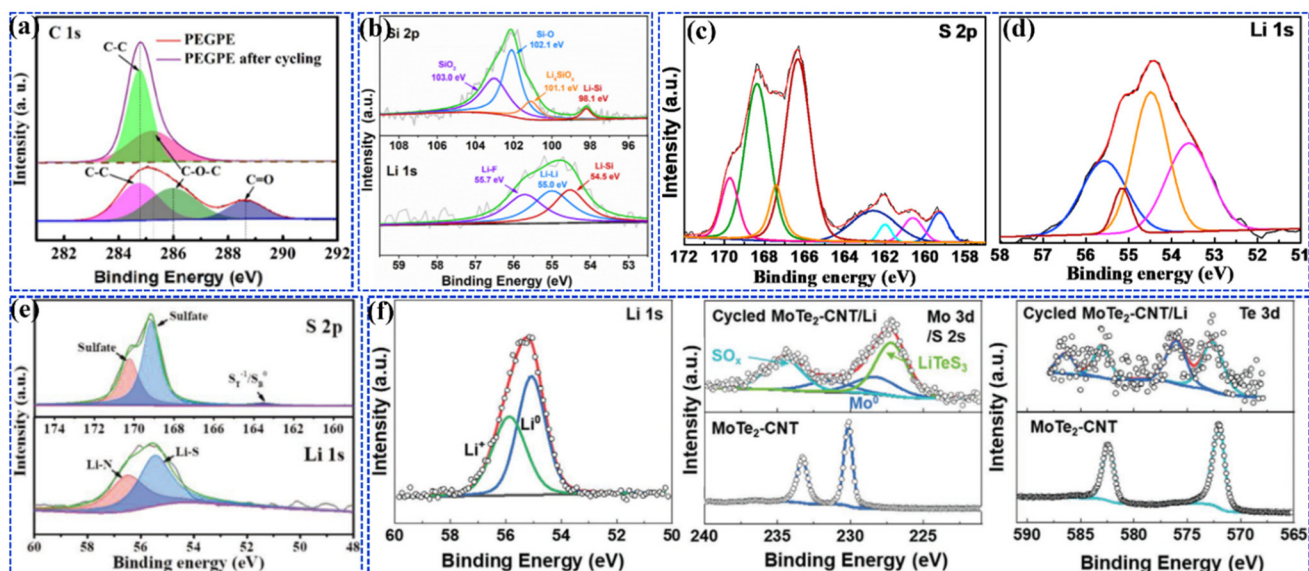 (a)
C 1s
PEGPE
PEGPE after cycling
C-C
C-O-C
C-C
C=O
Intensity (a. u.)
282 284 286 288 290 292
Binding Energy (eV)
(b)
Si 2p
Si-O
102.1 eV
SiO₂
103.0 eV
101.1 eV
Li-Si
98.1 eV
108 106 104 102 100 98 96
Li 1s
Li-F
55.7 eV
Li-Li
55.0 eV
Li-Si
54.5 eV
Intensity (a.u.)
59 58 57 56 55 54 53
Binding Energy (eV)
(c)
S 2p
Intensity (a.u.)
172 170 168 166 164 162 160 158
Binding energy (eV)
(d)
Li 1s
58 57 56 55 54 53 52 51
Binding energy (eV)
(e)
S 2p
Sulfate
Sulfate
174 172 170 168 166 164 162 160
Li 1s
Li-N
Li-S
Intensity (a.u.)
60 58 56 54 52 50 48
Binding energy (eV)
(f)
Li 1s
Li⁺
Li⁰
Intensity (a.u.)
60 58 56 54 52 50
Binding Energy (eV)
Cycled MoTe₂-CNT/Li
Mo 3d
/S 2s
SOₓ
LiTeS₃
Mo⁰
MoTe₂-CNT
Intensity (a.u.)
240 230
Binding Energy (eV)
Cycled MoTe₂-CNT/Li
Te 3d
MoTe₂-CNT
Intensity (a.u.)
590 585 580 575 570 565
Binding Energy (eV)